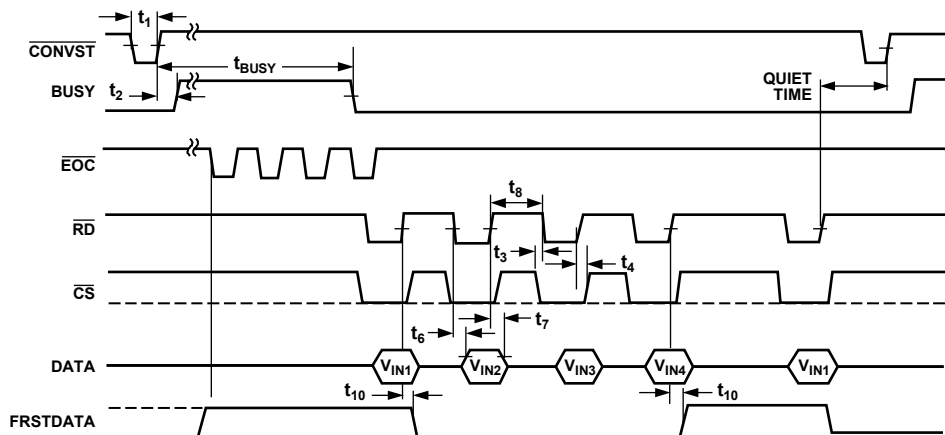 t1
CONVST
tBUSY
BUSY
t2
QUIET
TIME
EOC
t8
RD
t3
t4
CS
t6
t7
DATA
VIN1
VIN2
VIN3
VIN4
VIN1
t10
t10
FRSTDATA